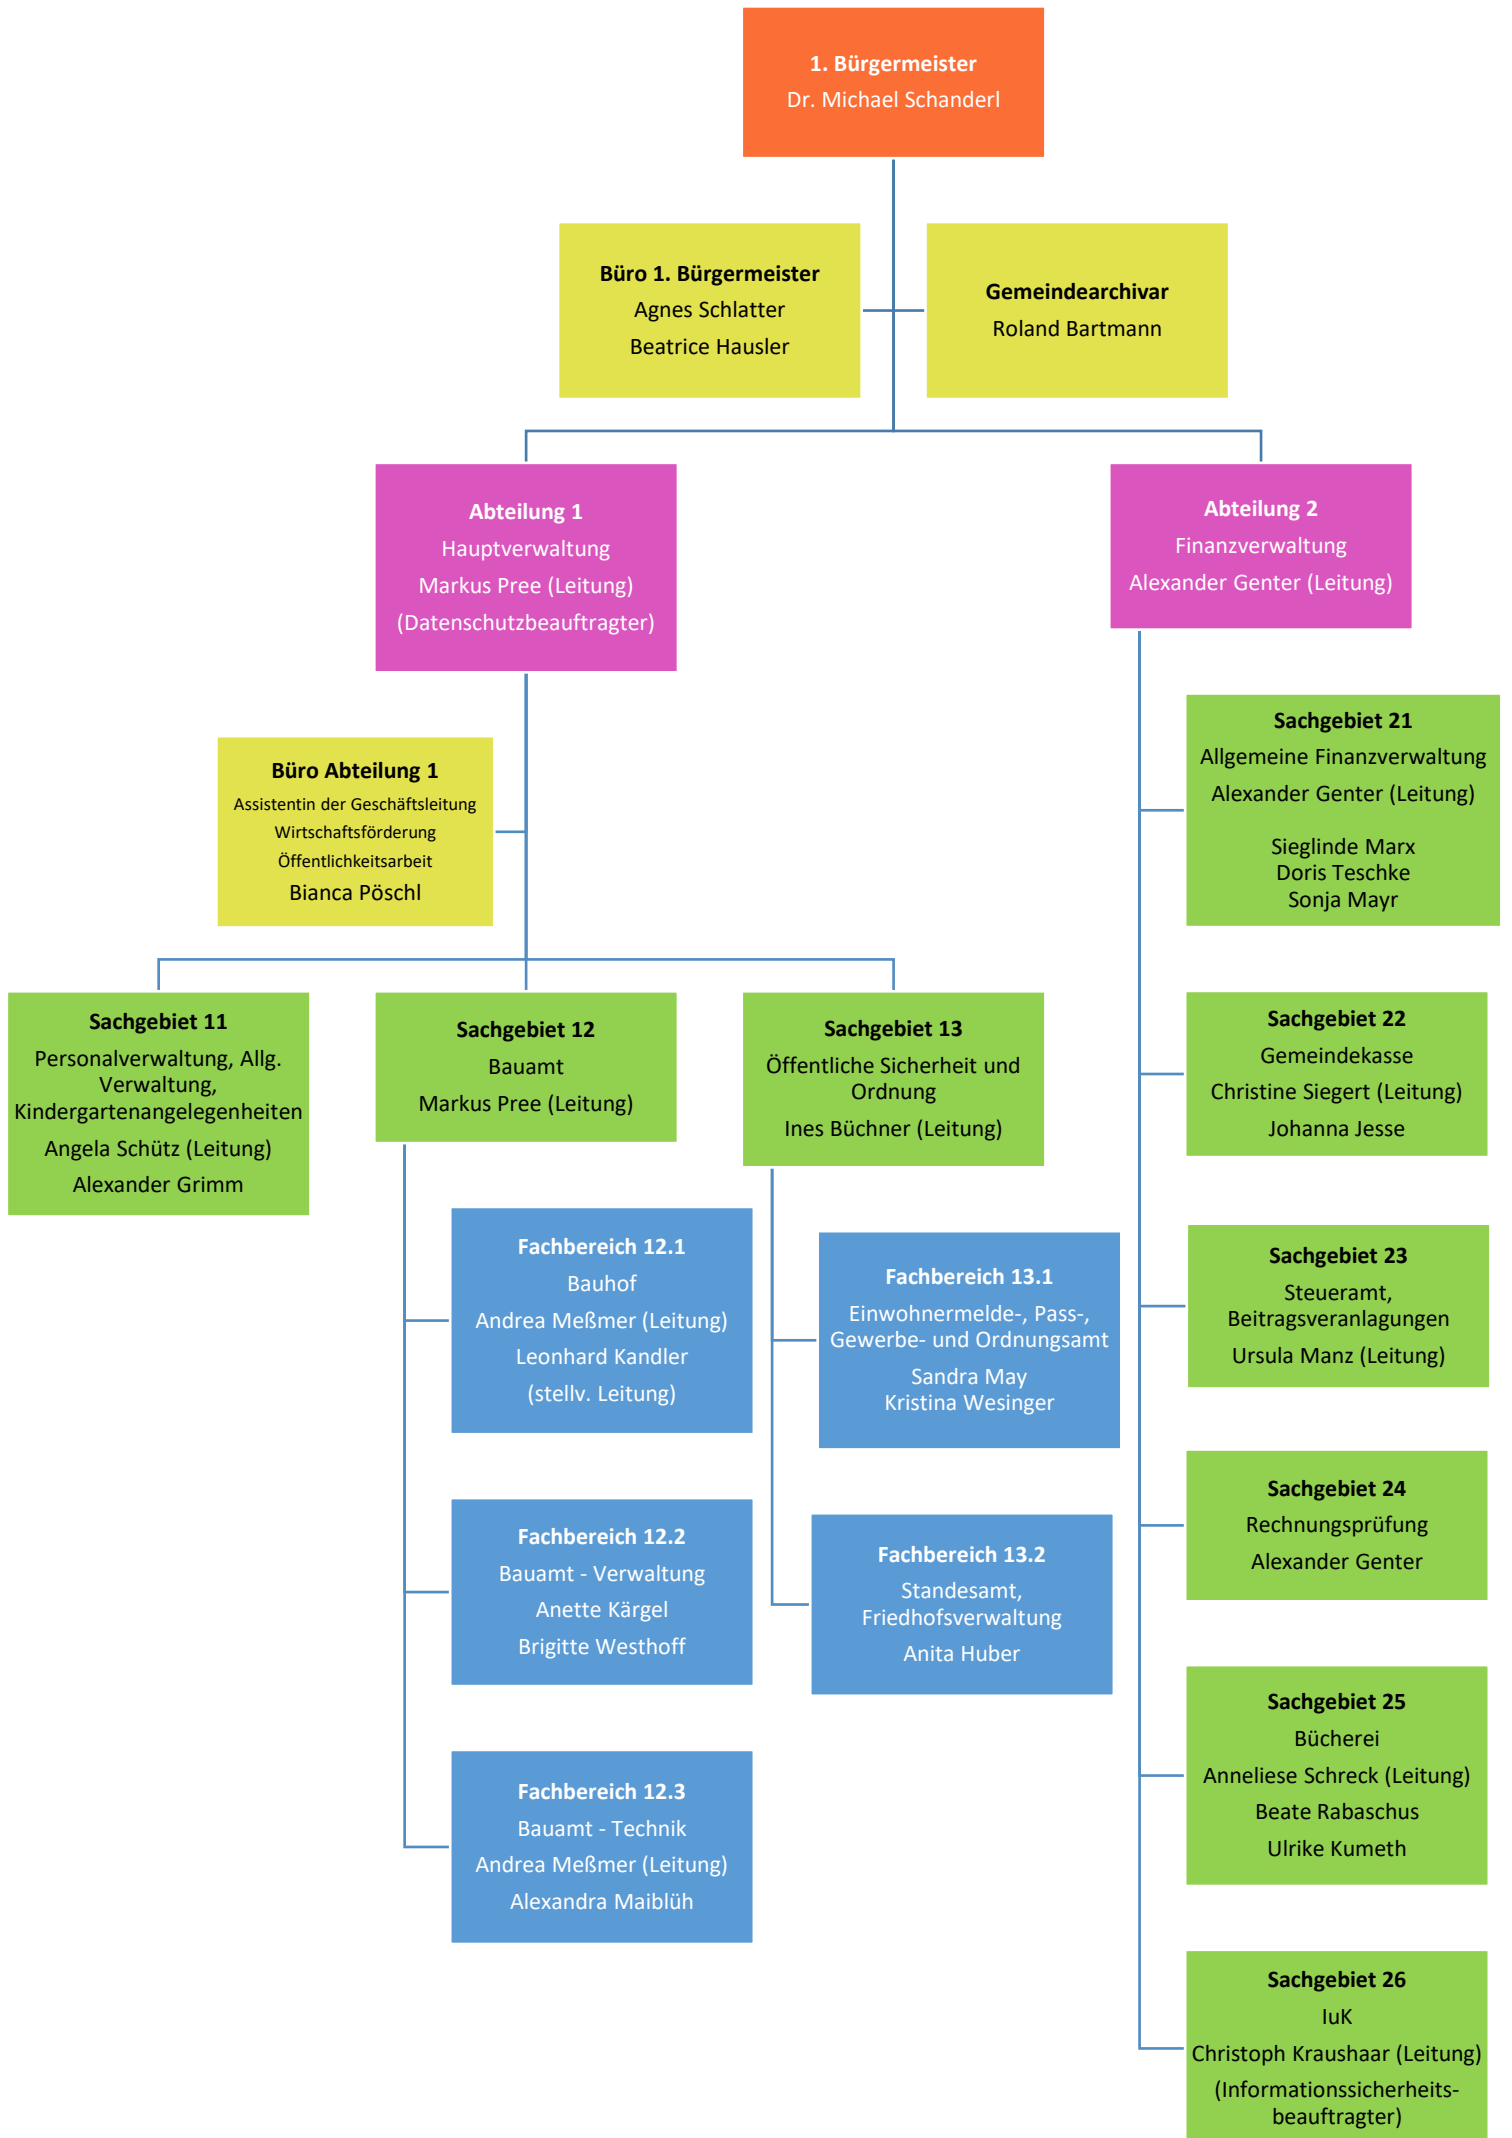 1. Bürgermeister
Dr. Michael Schanderl
Büro 1. Bürgermeister
Agnes Schlatter
Beatrice Hausler
Gemeindearchivar
Roland Bartmann
Abteilung 1
Hauptverwaltung
Markus Pree (Leitung)
(Datenschutzbeauftragter)
Abteilung 2
Finanzverwaltung
Alexander Genter (Leitung)
Büro Abteilung 1
Assistentin der Geschäftsleitung
Wirtschaftsförderung
Öffentlichkeitsarbeit
Bianca Pöschl
Sachgebiet 11
Personalverwaltung, Allg.
Verwaltung,
Kindergartenangelegenheiten
Angela Schütz (Leitung)
Alexander Grimm
Sachgebiet 12
Bauamt
Markus Pree (Leitung)
Fachbereich 12.1
Bauhof
Andrea Meßmer (Leitung)
Leonhard Kandler
(stellv. Leitung)
Fachbereich 12.2
Bauamt - Verwaltung
Anette Kärgel
Brigitte Westhoff
Fachbereich 12.3
Bauamt - Technik
Andrea Meßmer (Leitung)
Alexandra Maiblüh
Sachgebiet 13
Öffentliche Sicherheit und
Ordnung
Ines Büchner (Leitung)
Fachbereich 13.1
Einwohnermelde-, Pass-,
Gewerbe- und Ordnungsamt
Sandra May
Kristina Wesinger
Fachbereich 13.2
Standesamt,
Friedhofsverwaltung
Anita Huber
Sachgebiet 21
Allgemeine Finanzverwaltung
Alexander Genter (Leitung)
Sieglinde Marx
Doris Teschke
Sonja Mayr
Sachgebiet 22
Gemeindekasse
Christine Siegert (Leitung)
Johanna Jesse
Sachgebiet 23
Steueramt,
Beitragsveranlagungen
Ursula Manz (Leitung)
Sachgebiet 24
Rechnungsprüfung
Alexander Genter
Sachgebiet 25
Bücherei
Anneliese Schreck (Leitung)
Beate Rabaschus
Ulrike Kumeth
Sachgebiet 26
IuK
Christoph Kraushaar (Leitung)
(Informationssicherheits-
beauftragter)